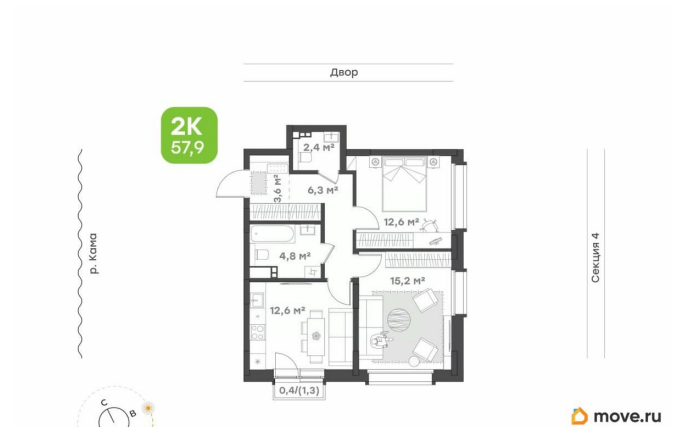 Двор
2К
57,9
2,4 м²
3,6 м²
6,3 м²
12,6 м²
4,8 м²
15,2 м²
12,6 м²
0,4/(1,3)
р. Кама
Секция 4
С
В
move.ru